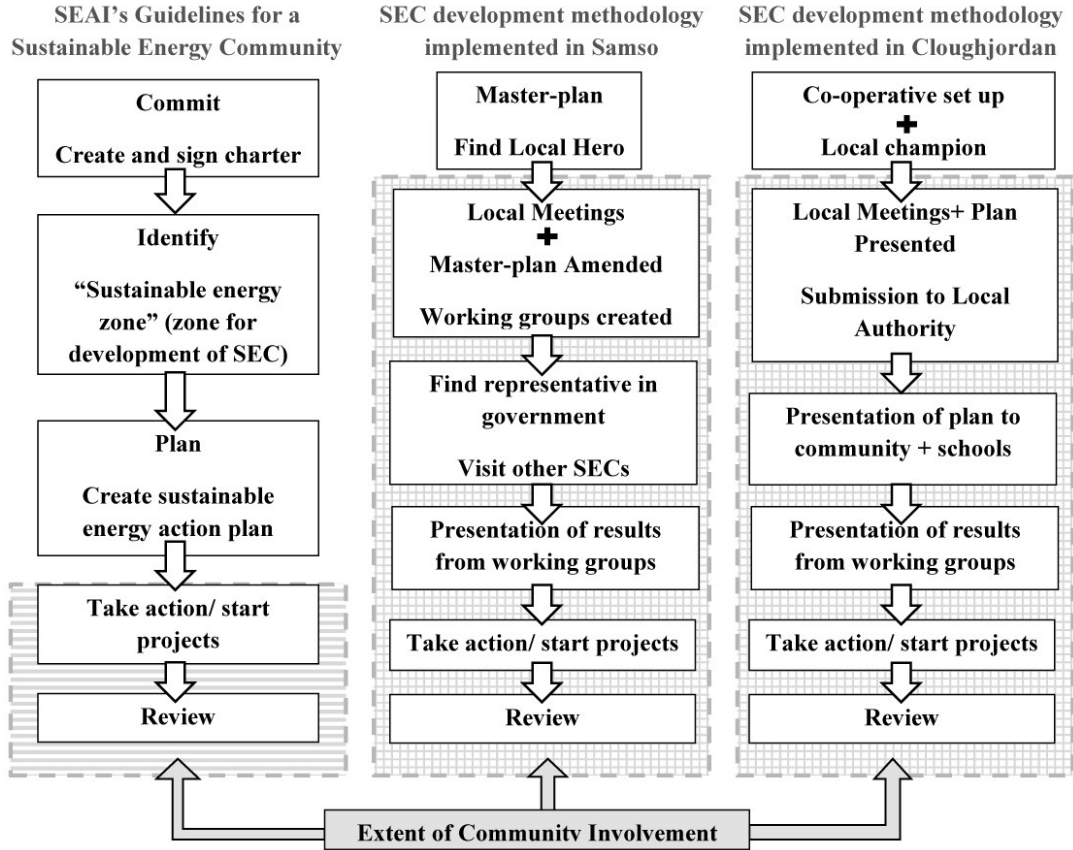 SEAI's Guidelines for a
Sustainable Energy Community
Commit
Create and sign charter
Identify
“Sustainable energy
zone” (zone for
development of SEC)
Plan
Create sustainable
energy action plan
Take action/ start
projects
Review
SEC development methodology
implemented in Samso
Master-plan
Find Local Hero
Local Meetings
+
Master-plan Amended
Working groups created
Find representative in
government
Visit other SECs
Presentation of results
from working groups
Take action/ start projects
Review
SEC development methodology
implemented in Cloughjordan
Co-operative set up
+
Local champion
Local Meetings+ Plan
Presented
Submission to Local
Authority
Presentation of plan to
community + schools
Presentation of results
from working groups
Take action/ start projects
Review
Extent of Community Involvement